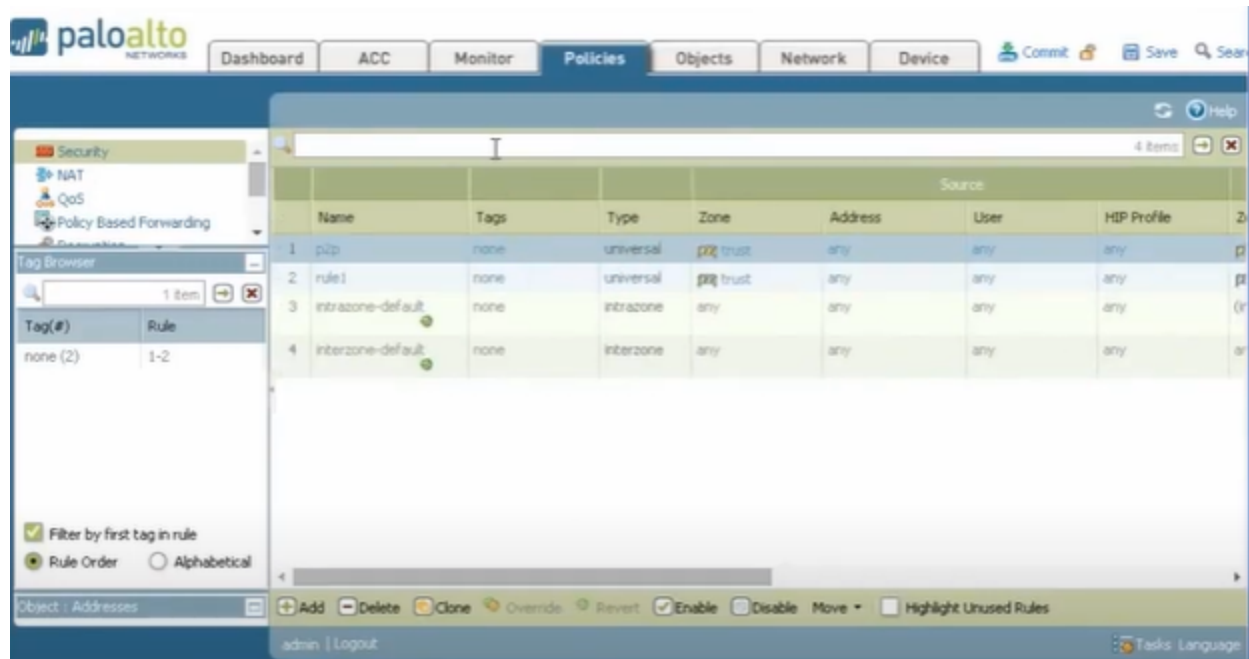 paloalto
NETWORKS
Dashboard ACC Monitor Policies Objects Network Device Commit Save Sear
Help
Security
NAT
QoS
Policy Based Forwarding
4 items
Source
Name Tags Type Zone Address User HIP Profile
1 p2p none universal trust any any any
2 rule1 none universal trust any any any
3 intrazone-default none intrazone any any any any
4 interzone-default none interzone any any any any
Tag Browser
1 item
Tag(#) Rule
none (2) 1-2
Filter by first tag in rule
Rule Order Alphabetical
Object : Addresses
Add Delete Clone Override Revert Enable Disable Move Highlight Unused Rules
admin | Logout
Tasks Language